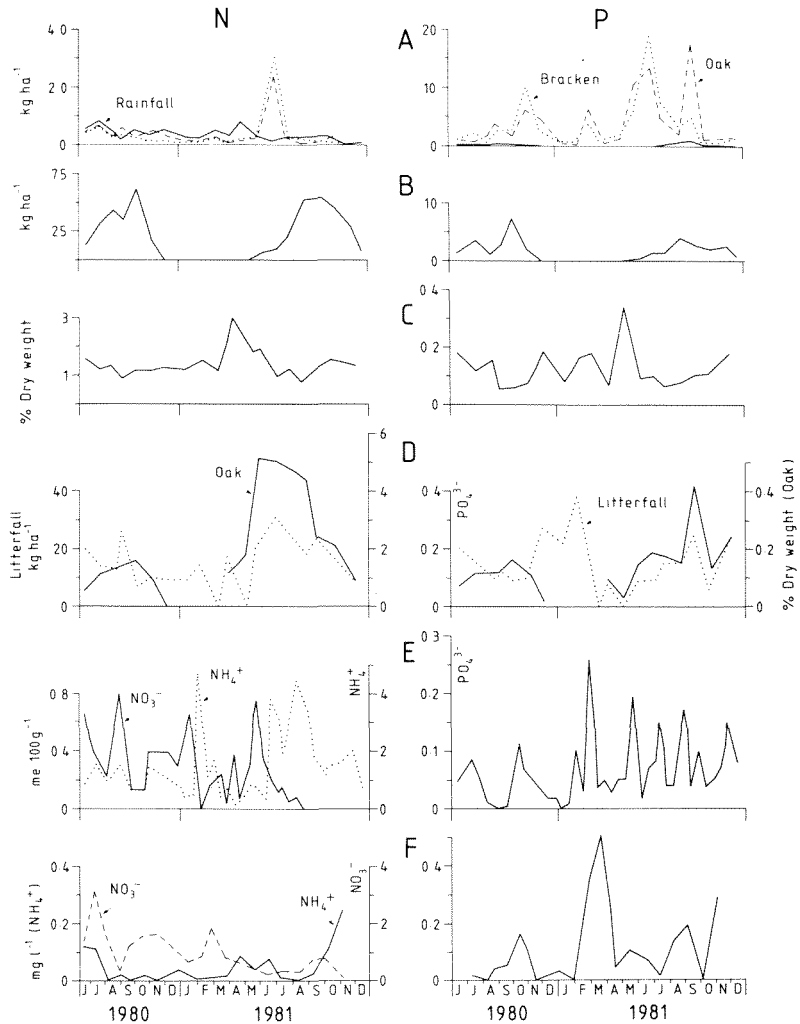 N P
A
40
20
0
kg ha⁻¹
Rainfall
20
10
0
kg ha⁻¹
Bracken
Oak
B
75
25
kg ha⁻¹
10
0
C
3
1
% Dry weight
0 4
0 2
0
D
40
20
0
Litterfall
kg ha⁻¹
Oak
6
4
2
0
0 4
0 2
0
PO₄³⁻
Litterfall
0 4
0 2
0
% Dry weight (Oak)
E
0 8
0 4
0
me 100g⁻¹
NO₃⁻
NH₄⁺
NH₄⁺
4
2
0
0.3
0.2
0.1
0
PO₄³⁻
F
0 4
0 2
0
mg l⁻¹ (NH₄⁺)
NO₃⁻
NH₄⁺
NO₃⁻
4
2
0
0 4
0 2
0
J J A S O N D J F M A M J J A S O N D
1980 1981
J J A S O N D J F M A M J J A S O N D
1980 1981